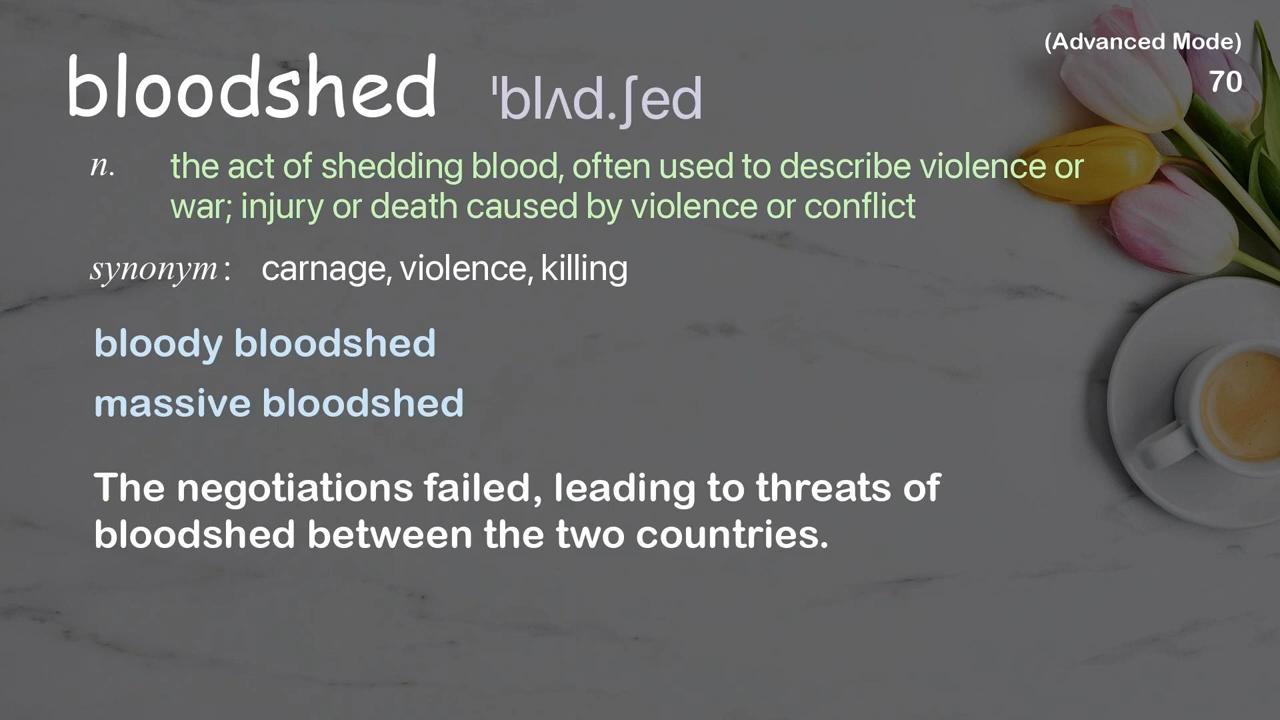 (Advanced Mode)
70
bloodshed ˈblʌd.ʃed
n. the act of shedding blood, often used to describe violence or
war; injury or death caused by violence or conflict
synonym: carnage, violence, killing
bloody bloodshed
massive bloodshed
The negotiations failed, leading to threats of
bloodshed between the two countries.